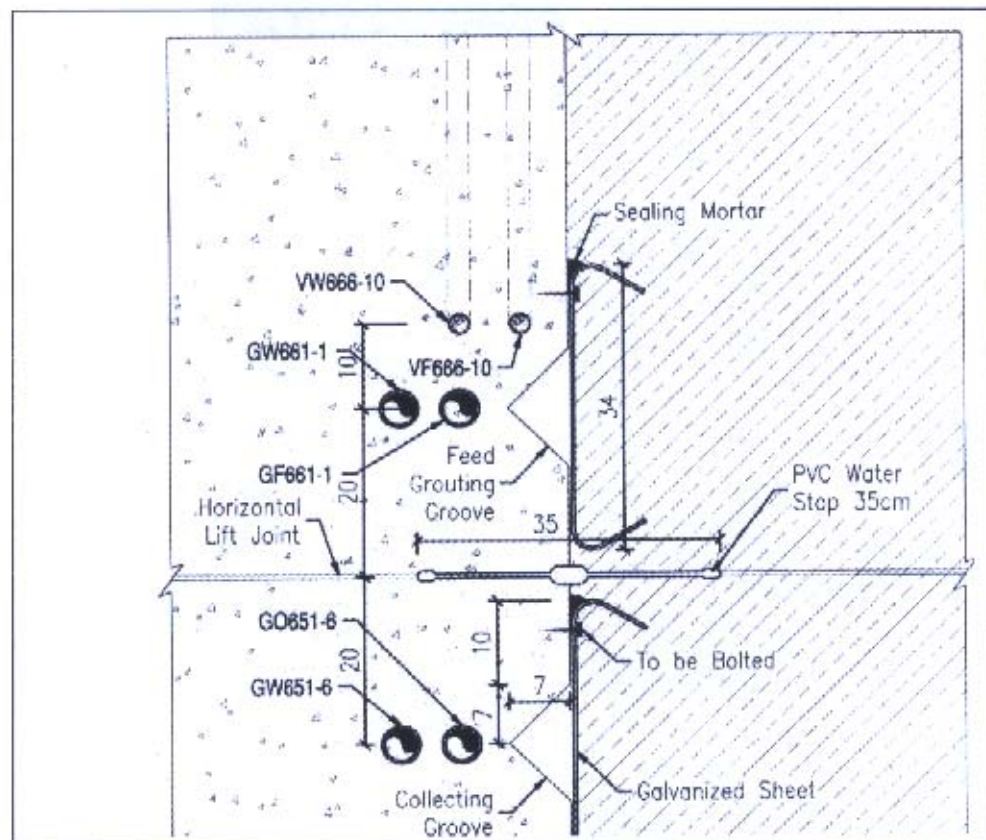 Sealing Mortar
VW666-10
GW661-1
VF666-10
10
34
GF661-1
Feed
Grouting
Groove
PVC Water
Stop 35cm
20
Horizontal
Lift Joint
35
GO651-6
10
20
To be Bolted
GW651-6
7
7
Collecting
Groove
Galvanized Sheet